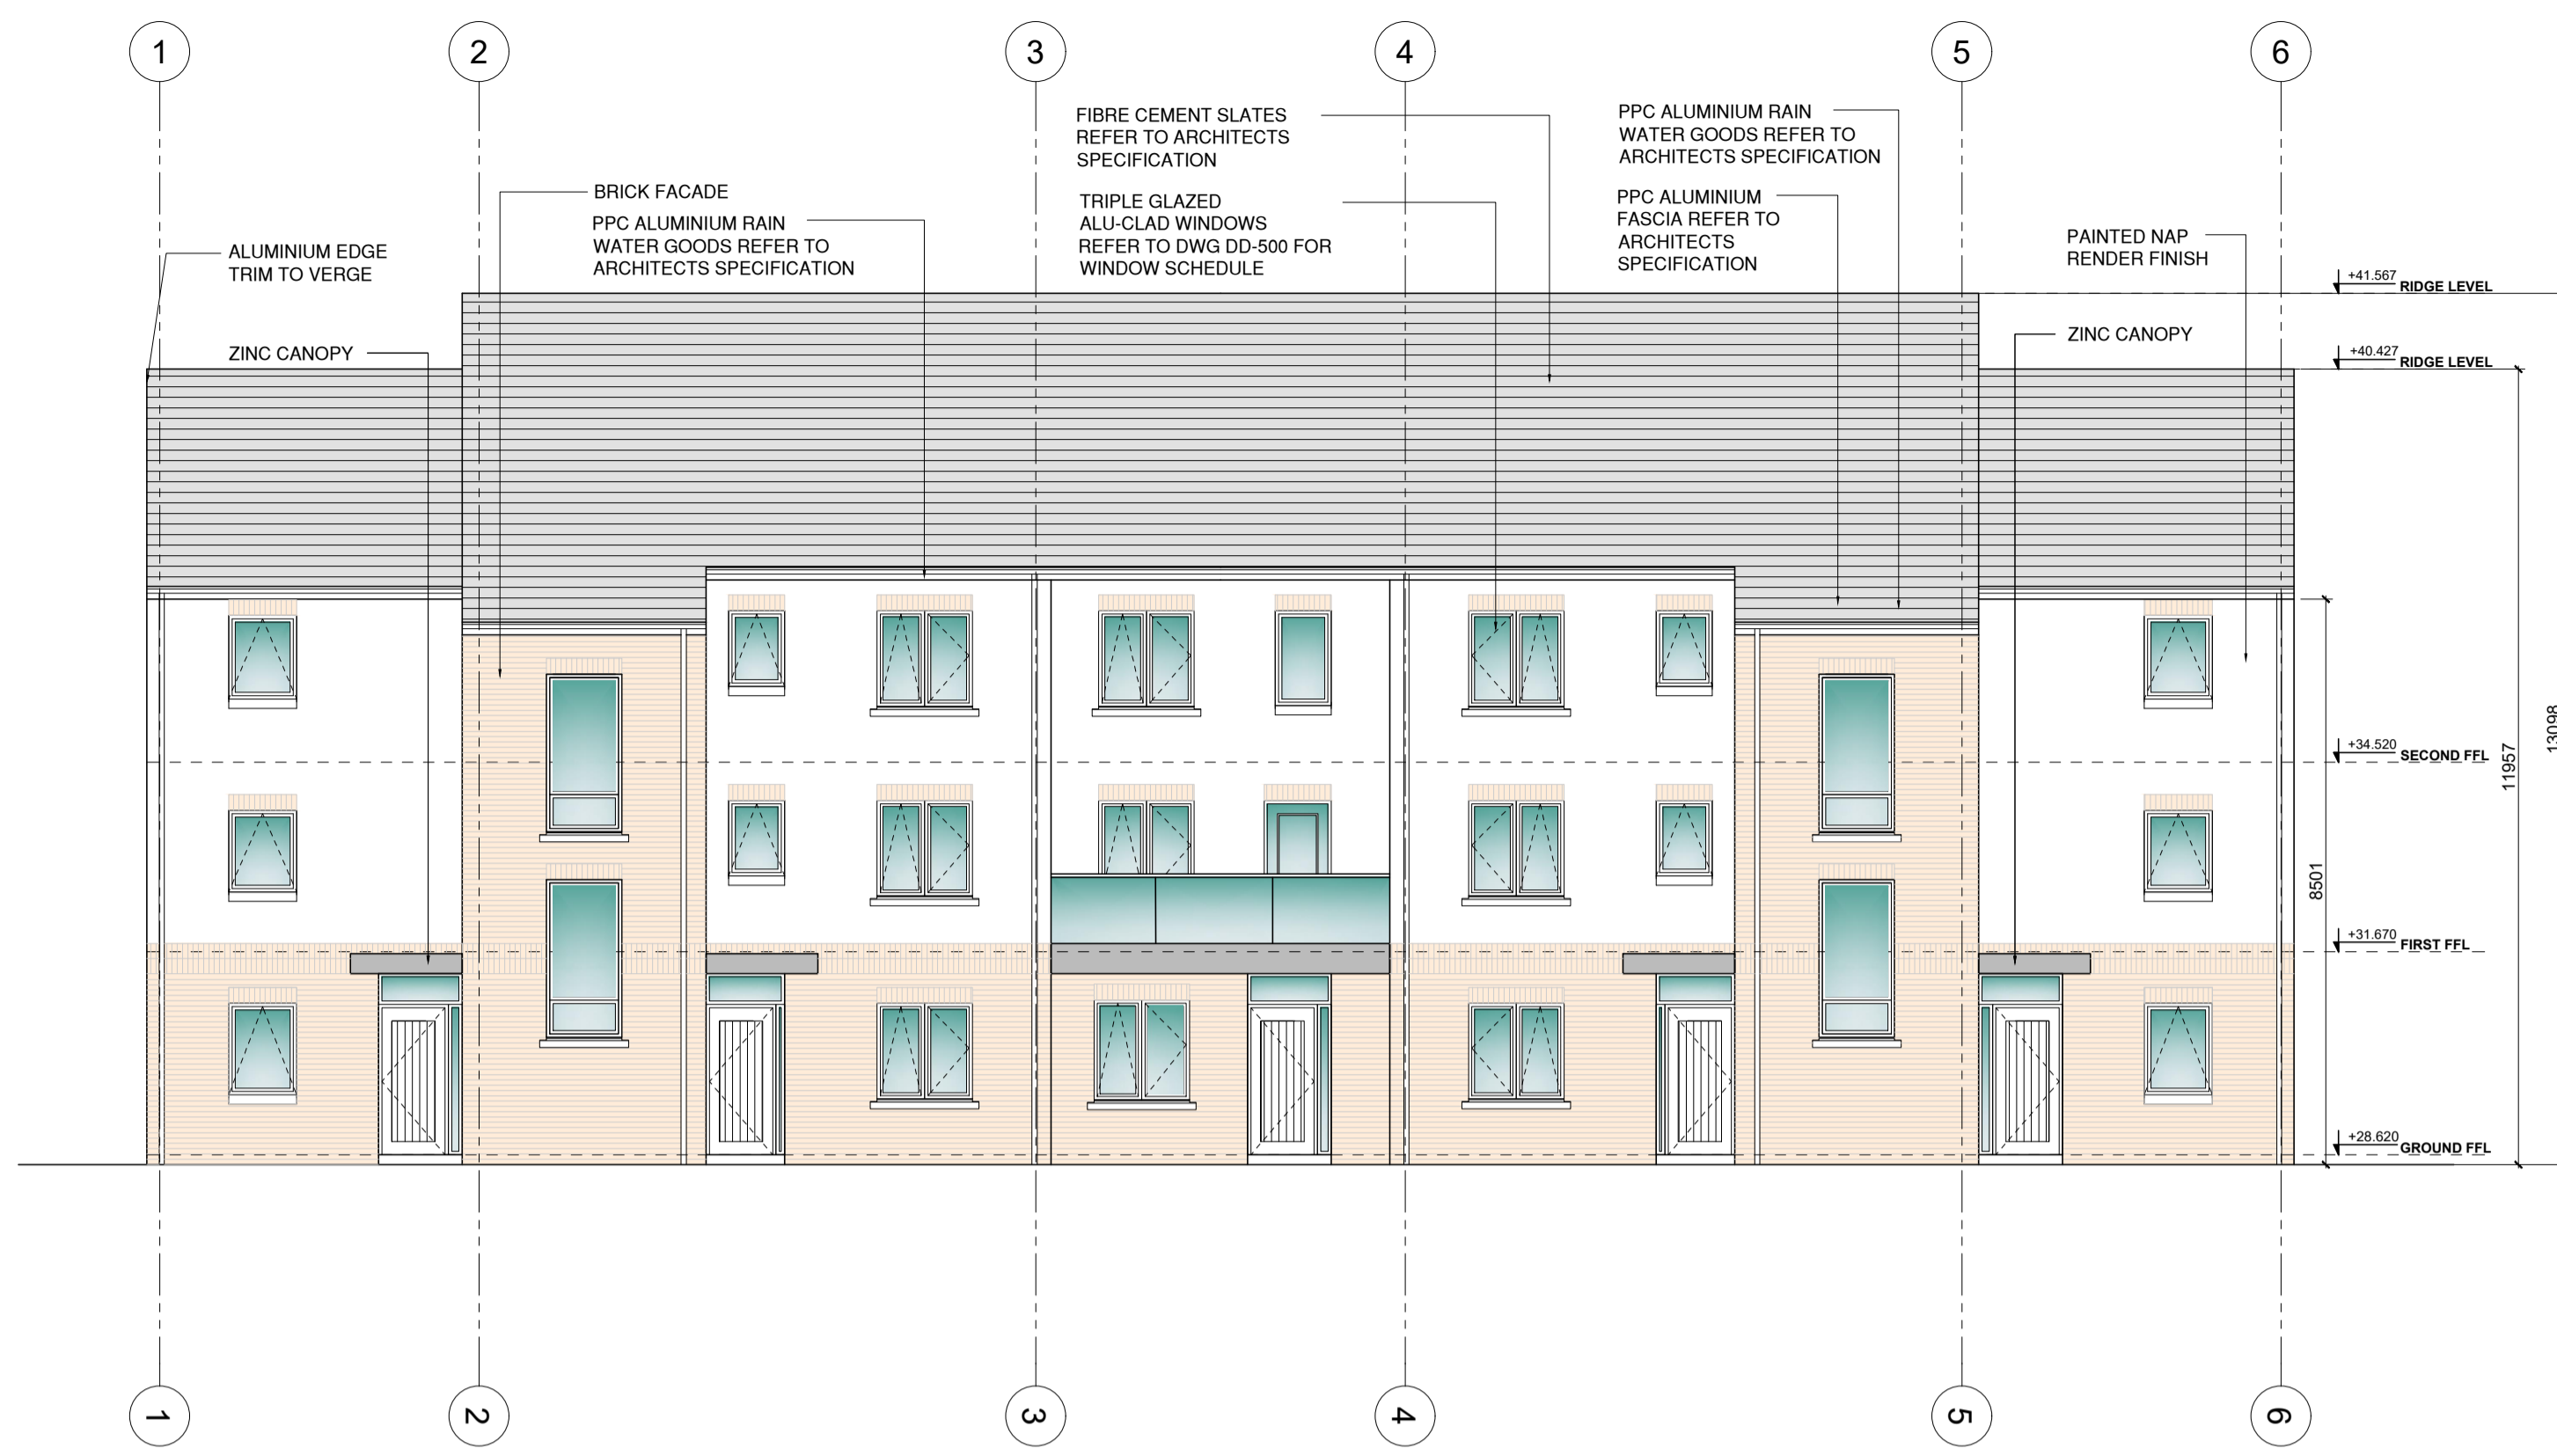 1 2 3 4 5 6
FIBRE CEMENT SLATES
REFER TO ARCHITECTS
SPECIFICATION
PPC ALUMINIUM RAIN
WATER GOODS REFER TO
ARCHITECTS SPECIFICATION
BRICK FACADE
PPC ALUMINIUM RAIN
WATER GOODS REFER TO
ARCHITECTS SPECIFICATION
TRIPLE GLAZED
ALU-CLAD WINDOWS
REFER TO DWG DD-500 FOR
WINDOW SCHEDULE
PPC ALUMINIUM
FASCIA REFER TO
ARCHITECTS
SPECIFICATION
ALUMINIUM EDGE
TRIM TO VERGE
PAINTED NAP
RENDER FINISH
+41.567 RIDGE LEVEL
ZINC CANOPY
ZINC CANOPY
+40.427 RIDGE LEVEL
+34.520 SECOND FFL
13098
11957
8501
+31.670 FIRST FFL
+28.620 GROUND FFL
1 2 3 4 5 6